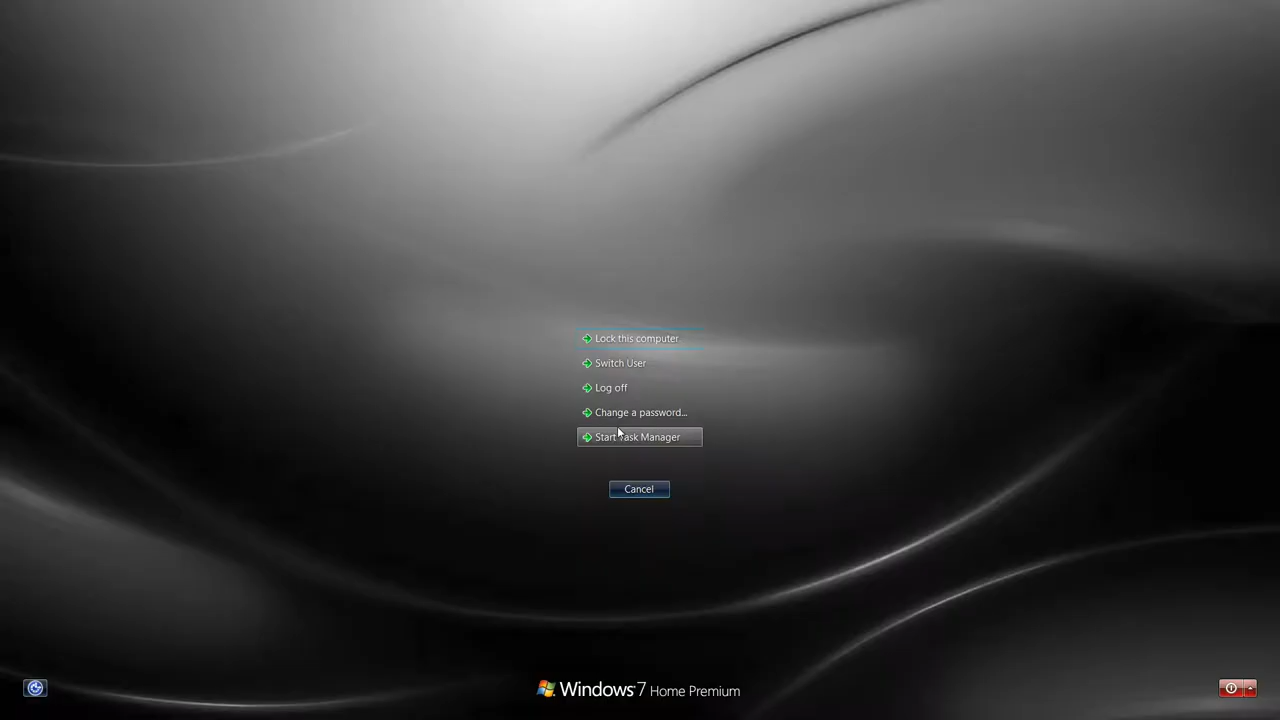 Lock this computer
Switch User
Log off
Change a password...
Start Task Manager
Cancel
Windows 7 Home Premium